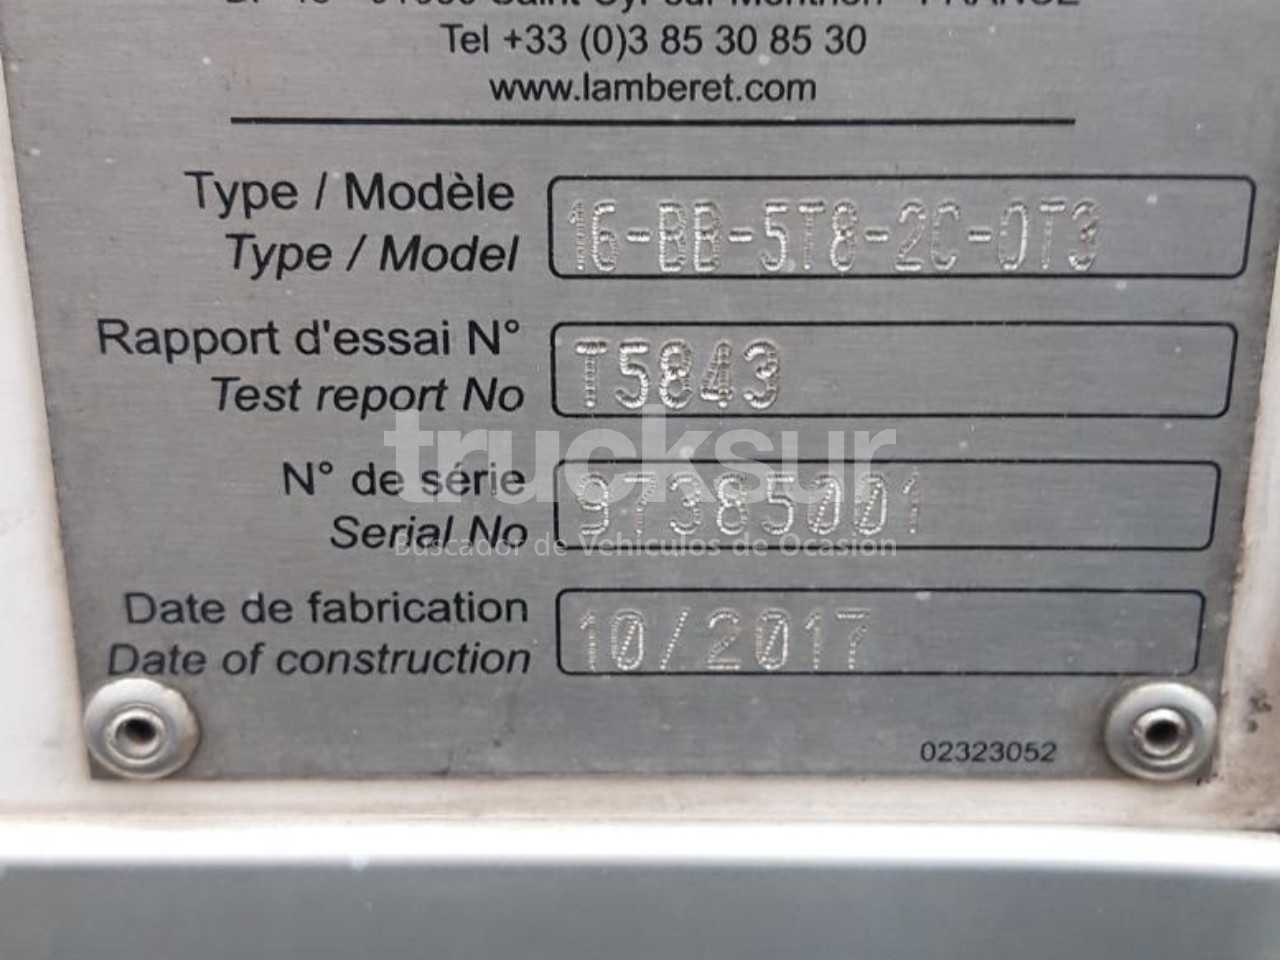 Tel +33 (0)3 85 30 85 30
www.lamberet.com
Type / Modèle
Type / Model
16-BB-5T8-2C-0T3
Rapport d'essai N°
Test report No
T5843
N° de série
Serial No
97385001
trucksur
Buscador de Vehículos de Ocasión
Date de fabrication
Date of construction
10/2017
02323052